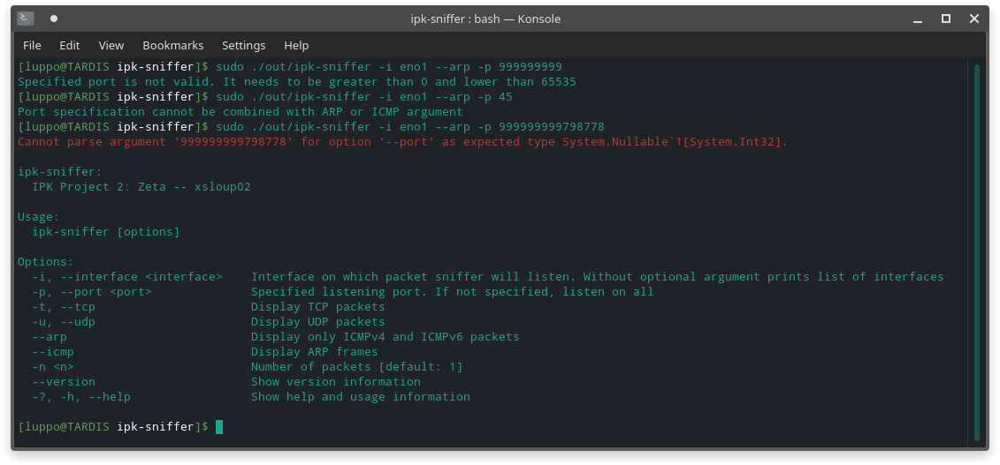 ipk-sniffer : bash — Konsole
File Edit View Bookmarks Settings Help
[luppo@TARDIS ipk-sniffer]$ sudo ./out/ipk-sniffer -i eno1 --arp -p 999999999
Specified port is not valid. It needs to be greater than 0 and lower than 65535
[luppo@TARDIS ipk-sniffer]$ sudo ./out/ipk-sniffer -i eno1 --arp -p 45
Port specification cannot be combined with ARP or ICMP argument
[luppo@TARDIS ipk-sniffer]$ sudo ./out/ipk-sniffer -i eno1 --arp -p 999999999798778
Cannot parse argument '999999999798778' for option '--port' as expected type System.Nullable`1[System.Int32].
ipk-sniffer:
IPK Project 2: Zeta -- xsloup02
Usage:
ipk-sniffer [options]
Options:
-i, --interface <interface> Interface on which packet sniffer will listen. Without optional argument prints list of interfaces
-p, --port <port> Specified listening port. If not specified, listen on all
-t, --tcp Display TCP packets
-u, --udp Display UDP packets
--arp Display only ICMPv4 and ICMPv6 packets
--icmp Display ARP frames
-n <n> Number of packets [default: 1]
--version Show version information
-?, -h, --help Show help and usage information
[luppo@TARDIS ipk-sniffer]$